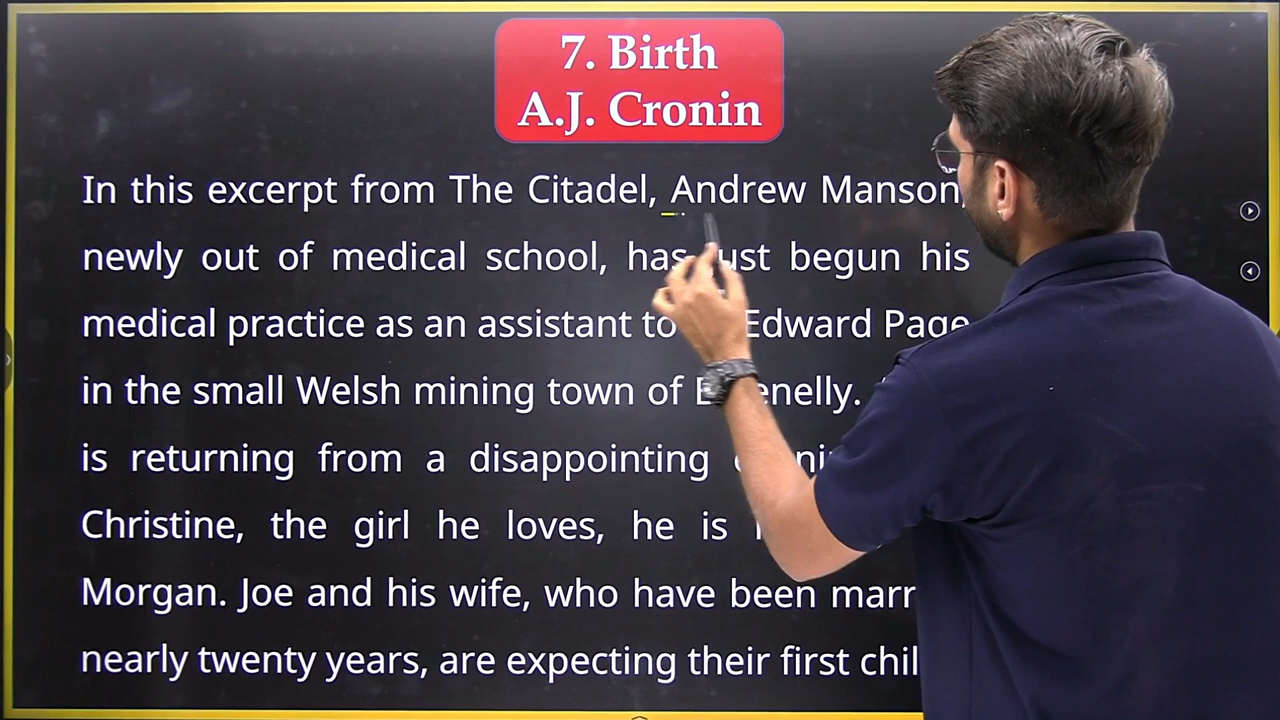 7. Birth
A.J. Cronin
In this excerpt from The Citadel, Andrew Manson,
newly out of medical school, has just begun his
medical practice as an assistant to Edward Page
in the small Welsh mining town of
is returning from a disappointing
Christine, the girl he loves, he is
Morgan. Joe and his wife, who have been
nearly twenty years, are expecting their first